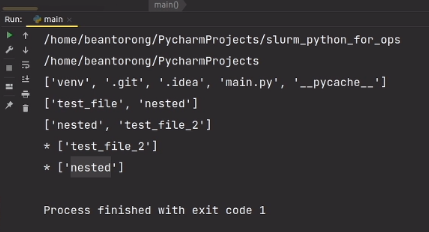 main()
Run:
main
/home/beantorong/PycharmProjects/slurm_python_for_ops
/home/beantorong/PycharmProjects
['venv', '.git', '.idea', 'main.py', '__pycache__']
['test_file', 'nested']
['nested', 'test_file_2']
* ['test_file_2']
* ['nested']
Process finished with exit code 1